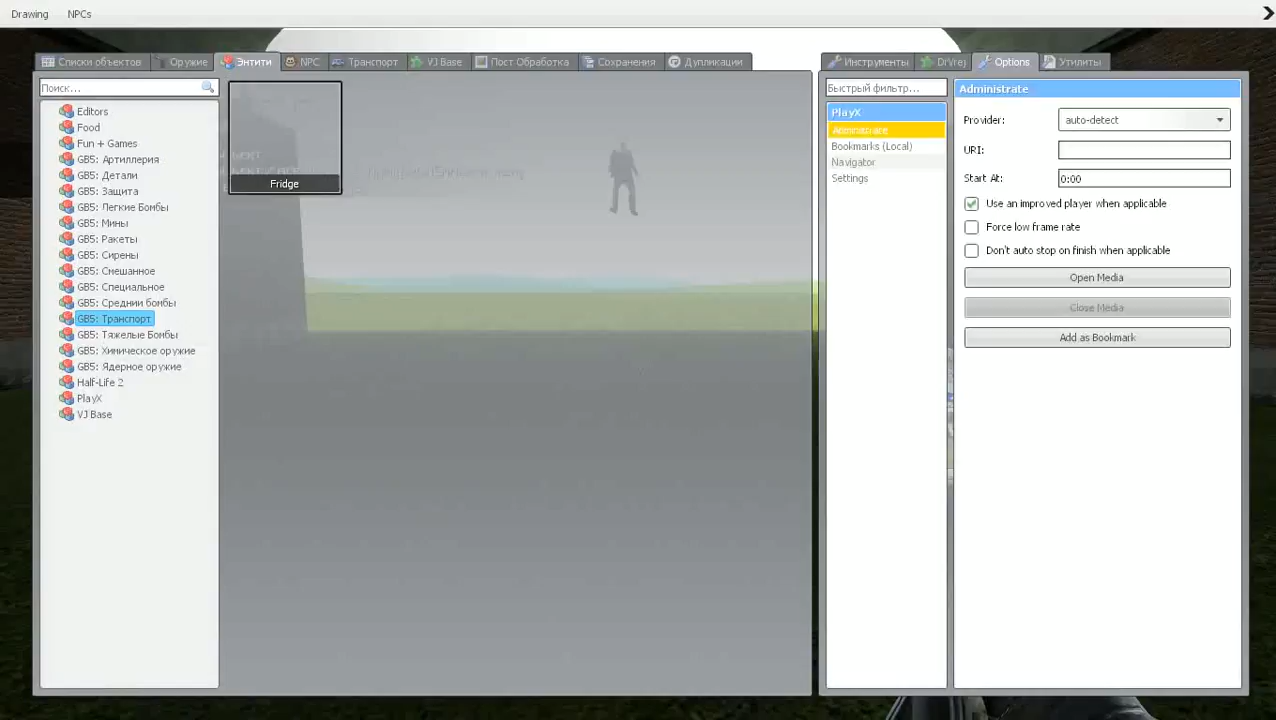 Drawing NPCs
Списки объектов Оружие Энтити NPC Транспорт VJ Base Пост Обработка Сохранения Дупликации
Инструменты DrVrej Options Утилиты
Поиск...
Editors
Food
Fun + Games
GB5: Артиллерия
GB5: Детали
GB5: Защита
GB5: Легкие Бомбы
GB5: Мины
GB5: Ракеты
GB5: Сирены
GB5: Смешанное
GB5: Специальное
GB5: Среднии бомбы
GB5: Транспорт
GB5: Тяжелые Бомбы
GB5: Химическое оружие
GB5: Ядерное оружие
Half-Life 2
PlayX
VJ Base
Fridge
Быстрый фильтр...
PlayX
Administrate
Bookmarks (Local)
Navigator
Settings
Administrate
Provider: auto-detect
URI:
Start At: 0:00
Use an improved player when applicable
Force low frame rate
Don't auto stop on finish when applicable
Open Media
Close Media
Add as Bookmark